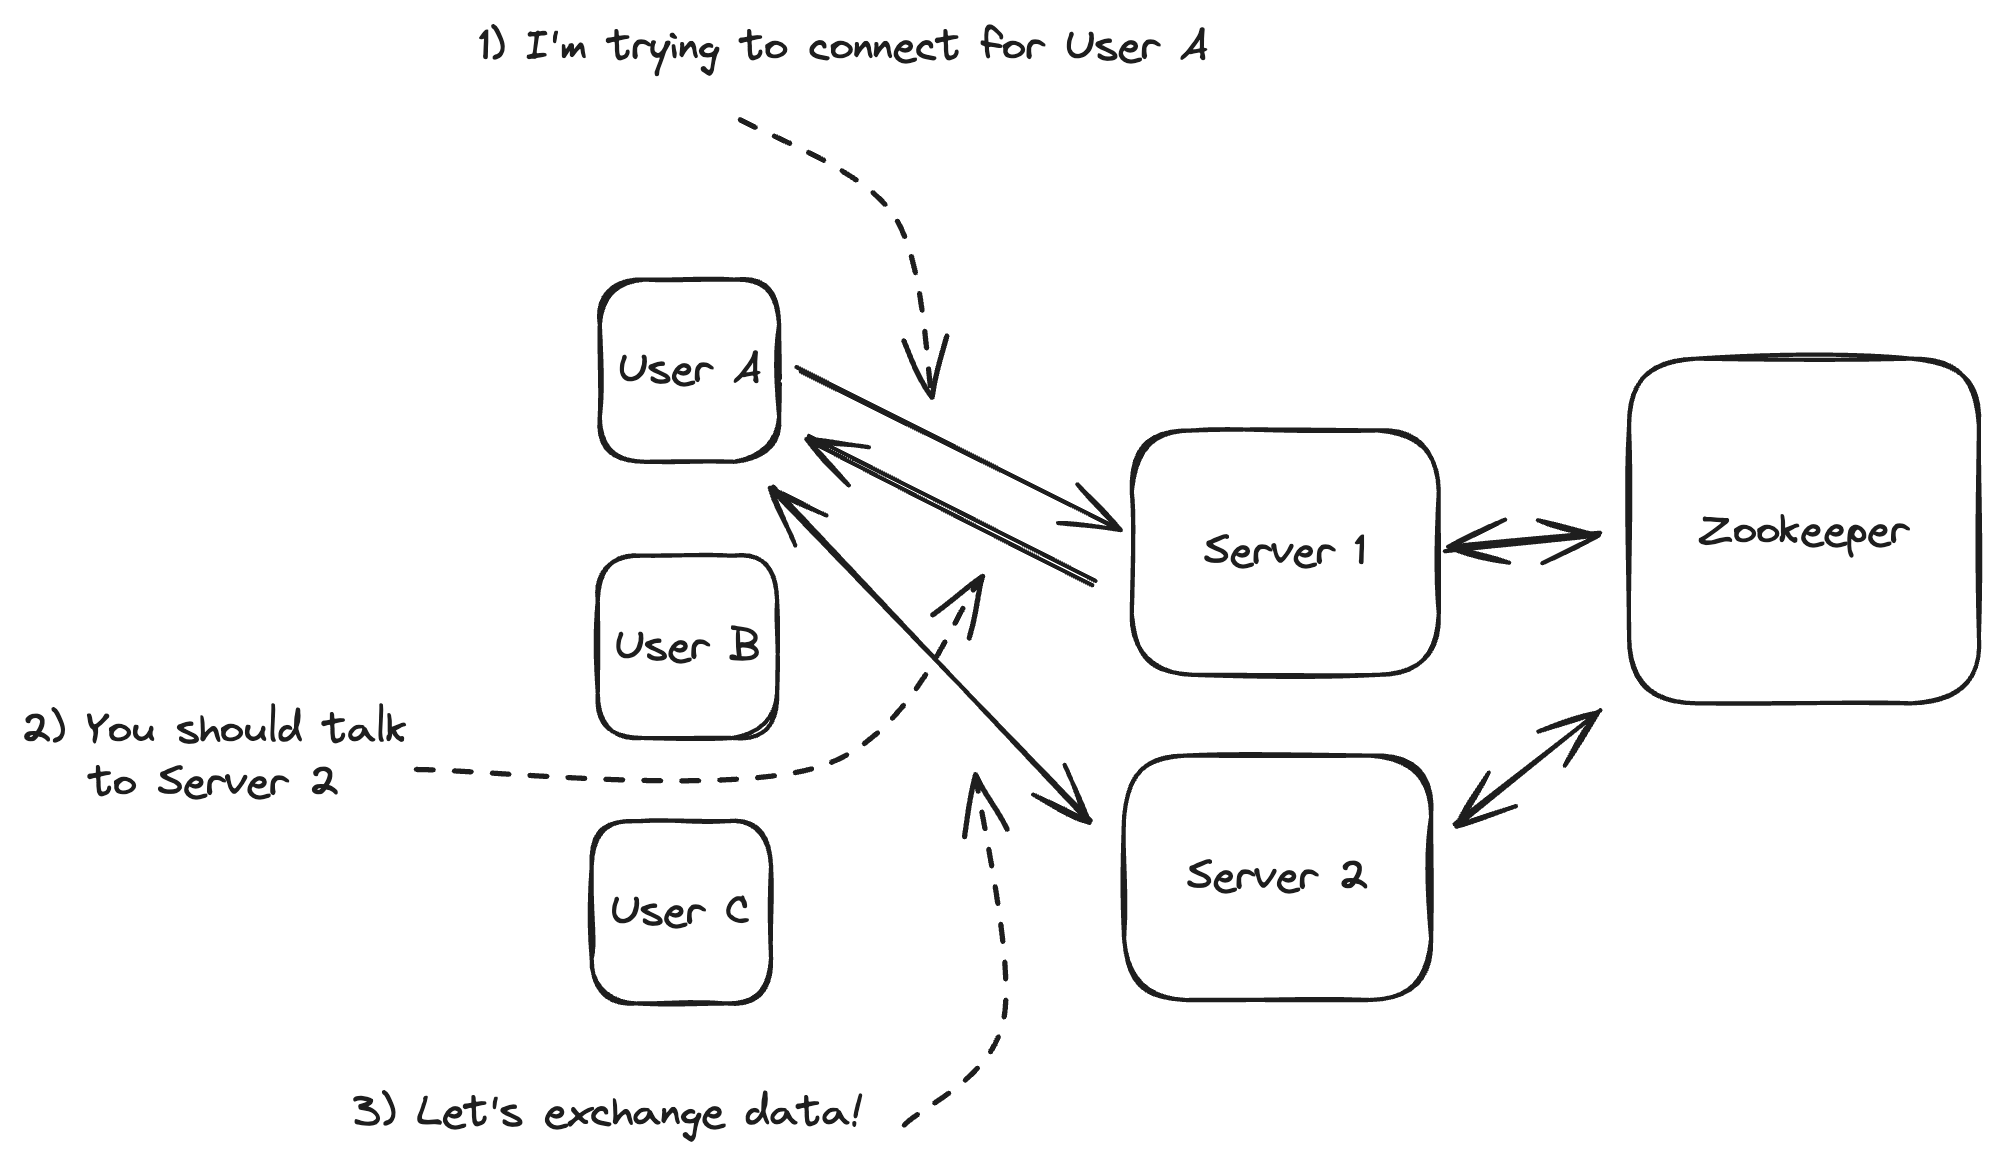 1) I'm trying to connect for User A
User A
Server 1
Zookeeper
User B
2) You should talk
to Server 2
Server 2
User C
3) Let's exchange data!